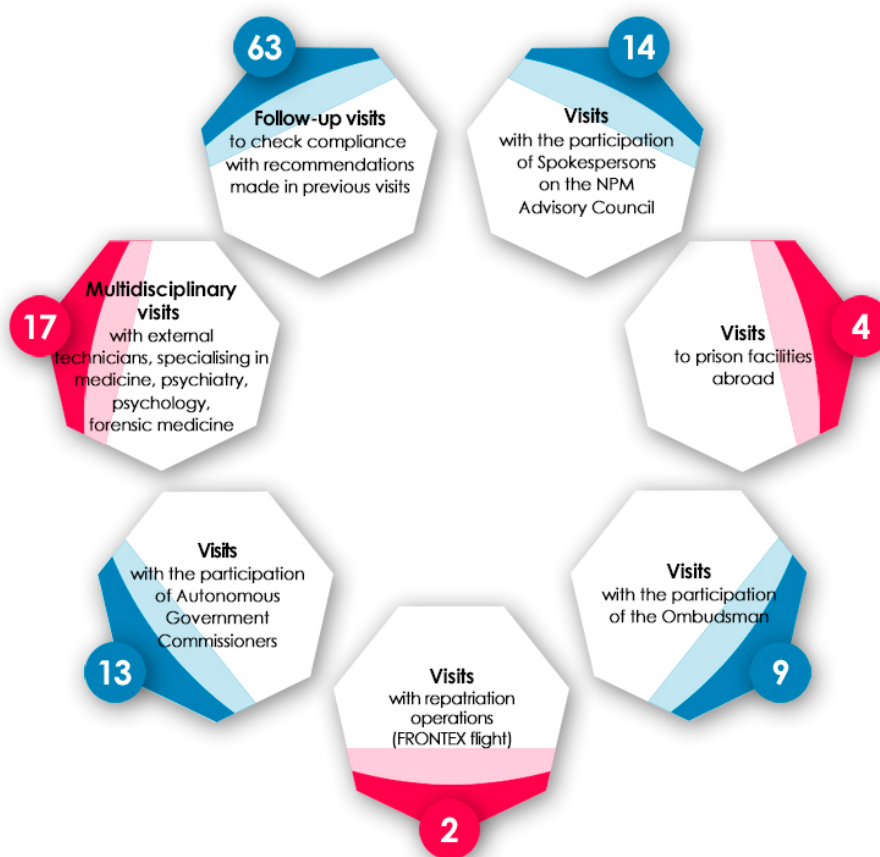 63
Follow-up visits
to check compliance
with recommendations
made in previous visits
14
Visits
with the participation
of Spokespersons
on the NPM
Advisory Council
17
Multidisciplinary
visits
with external
technicians, specialising in
medicine, psychiatry,
psychology,
forensic medicine
4
Visits
to prison facilities
abroad
13
Visits
with the participation
of Autonomous
Government
Commissioners
9
Visits
with the participation
of the Ombudsman
2
Visits
with repatriation
operations
(FRONTEX flight)